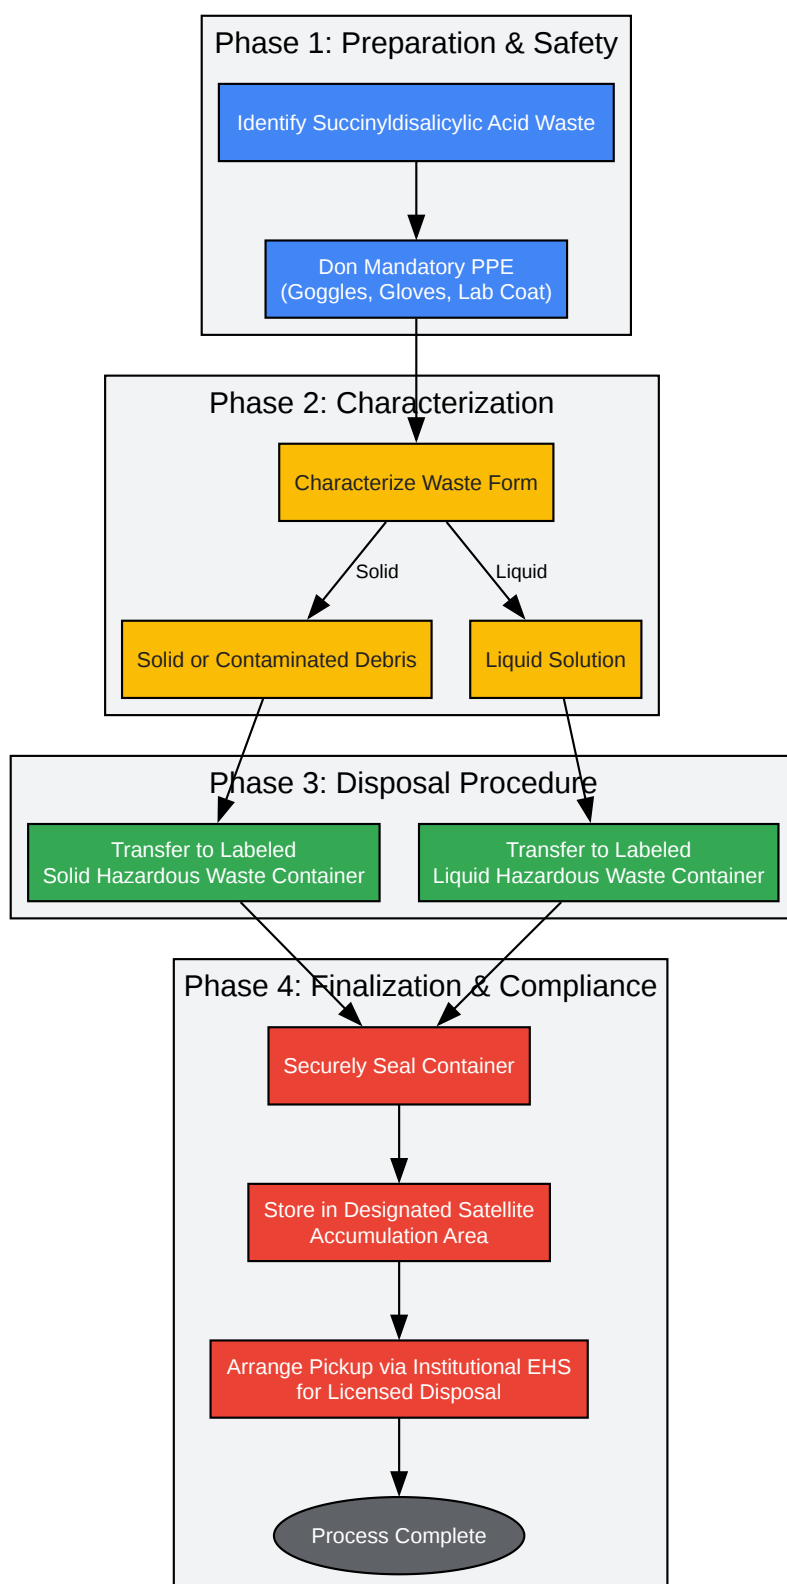 Phase 1: Preparation & Safety
Identify Succinyldisalicylic Acid Waste
Don Mandatory PPE
(Goggles, Gloves, Lab Coat)
Phase 2: Characterization
Characterize Waste Form
Solid
Liquid
Solid or Contaminated Debris
Liquid Solution
Phase 3: Disposal Procedure
Transfer to Labeled
Solid Hazardous Waste Container
Transfer to Labeled
Liquid Hazardous Waste Container
Phase 4: Finalization & Compliance
Securely Seal Container
Store in Designated Satellite
Accumulation Area
Arrange Pickup via Institutional EHS
for Licensed Disposal
Process Complete